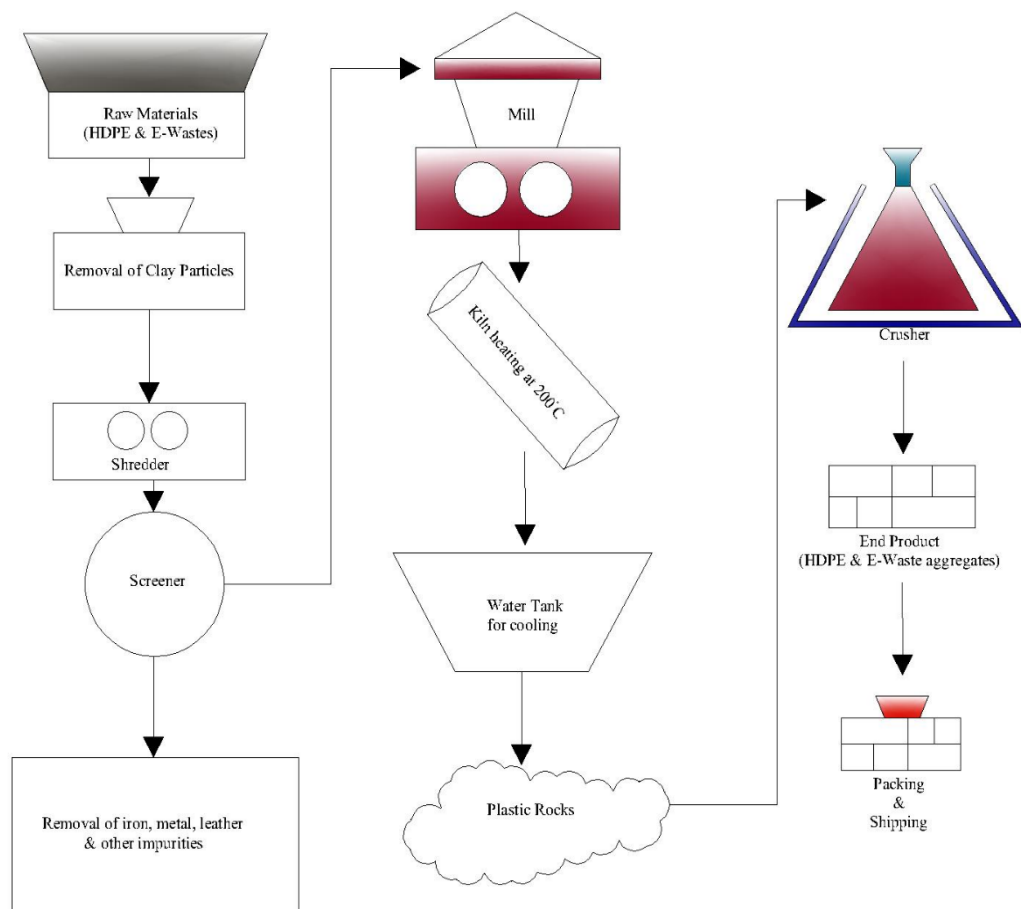 Raw Materials
(HDPE & E-Wastes)
Removal of Clay Particles
Shredder
Screener
Removal of iron, metal, leather
& other impurities
Mill
Kiln heating at 200°C
Water Tank
for cooling
Plastic Rocks
Crusher
End Product
(HDPE & E-Waste aggregates)
Packing
&
Shipping